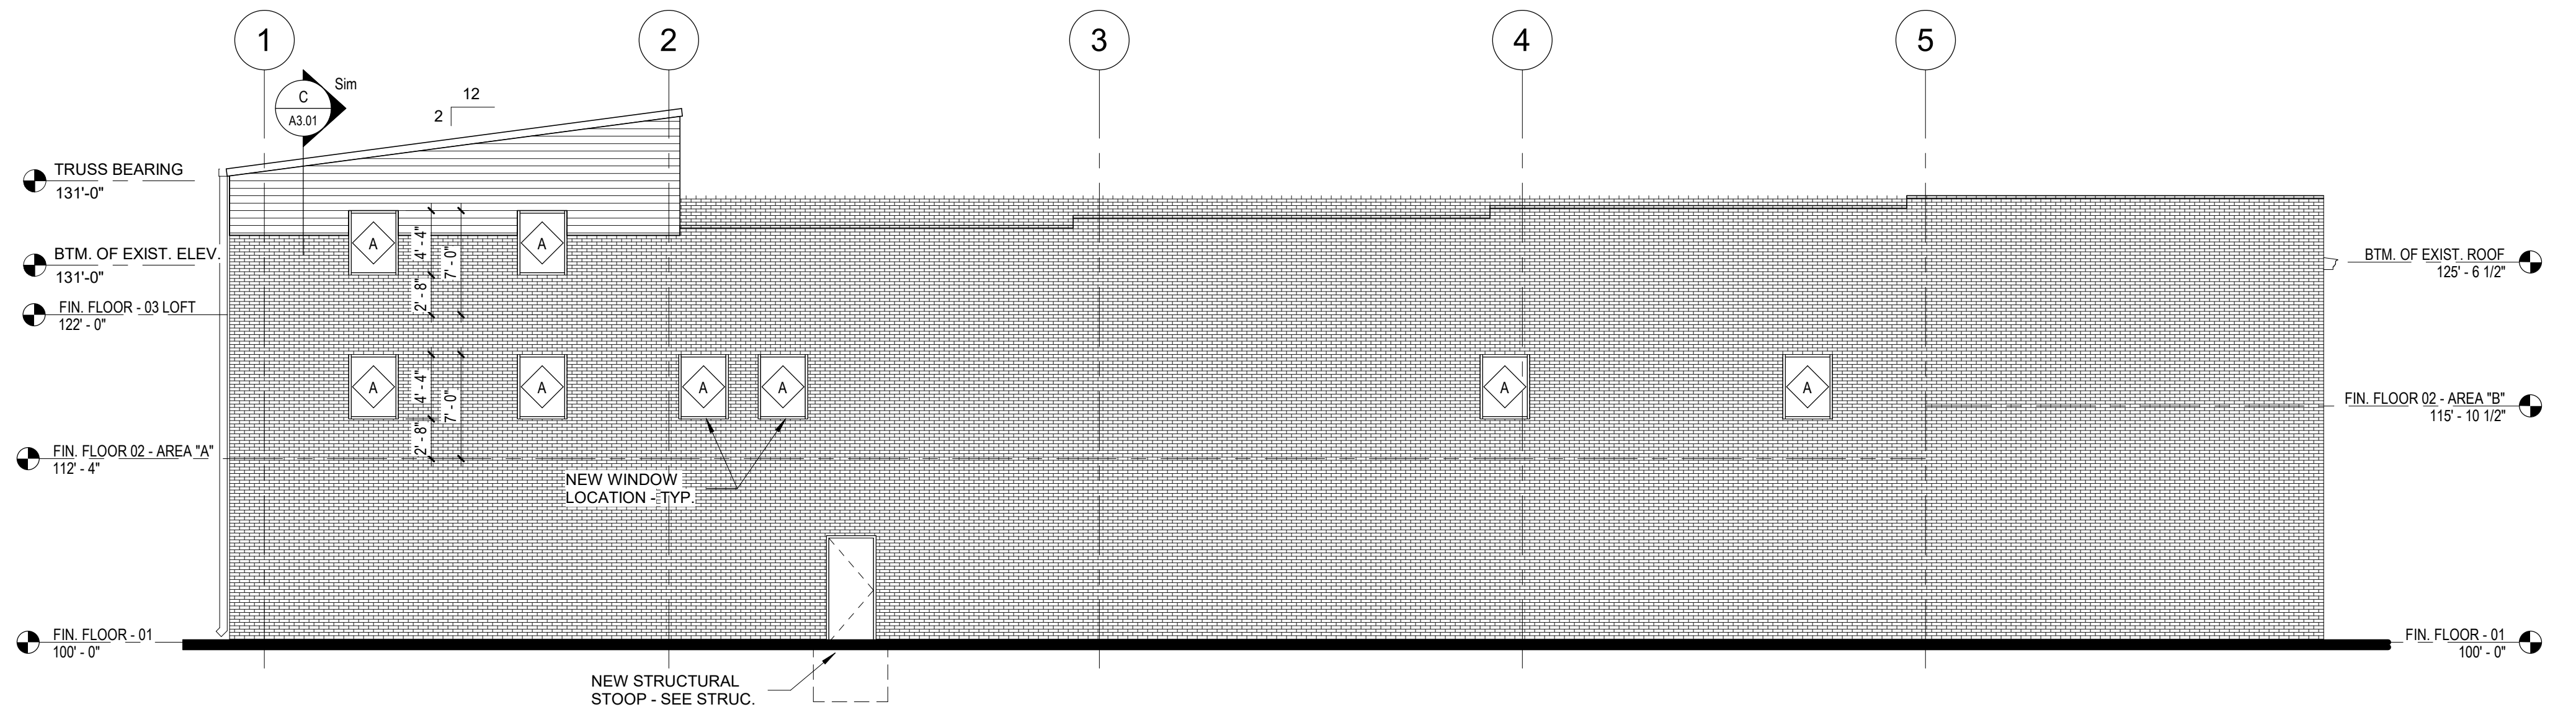 1
2
3
4
5
C
A3.01
Sim
12
2
TRUSS BEARING
131'-0"
BTM. OF EXIST. ELEV.
131'-0"
FIN. FLOOR - 03 LOFT
122' - 0"
FIN. FLOOR 02 - AREA "A"
112' - 4"
FIN. FLOOR - 01
100' - 0"
A
A
4' - 4"
7' - 0"
2' - 8"
A
A
A
A
A
A
4' - 4"
7' - 0"
2' - 8"
NEW WINDOW
LOCATION - TYP.
NEW STRUCTURAL
STOOP - SEE STRUC.
BTM. OF EXIST. ROOF
125' - 6 1/2"
FIN. FLOOR 02 - AREA "B"
115' - 10 1/2"
FIN. FLOOR - 01
100' - 0"